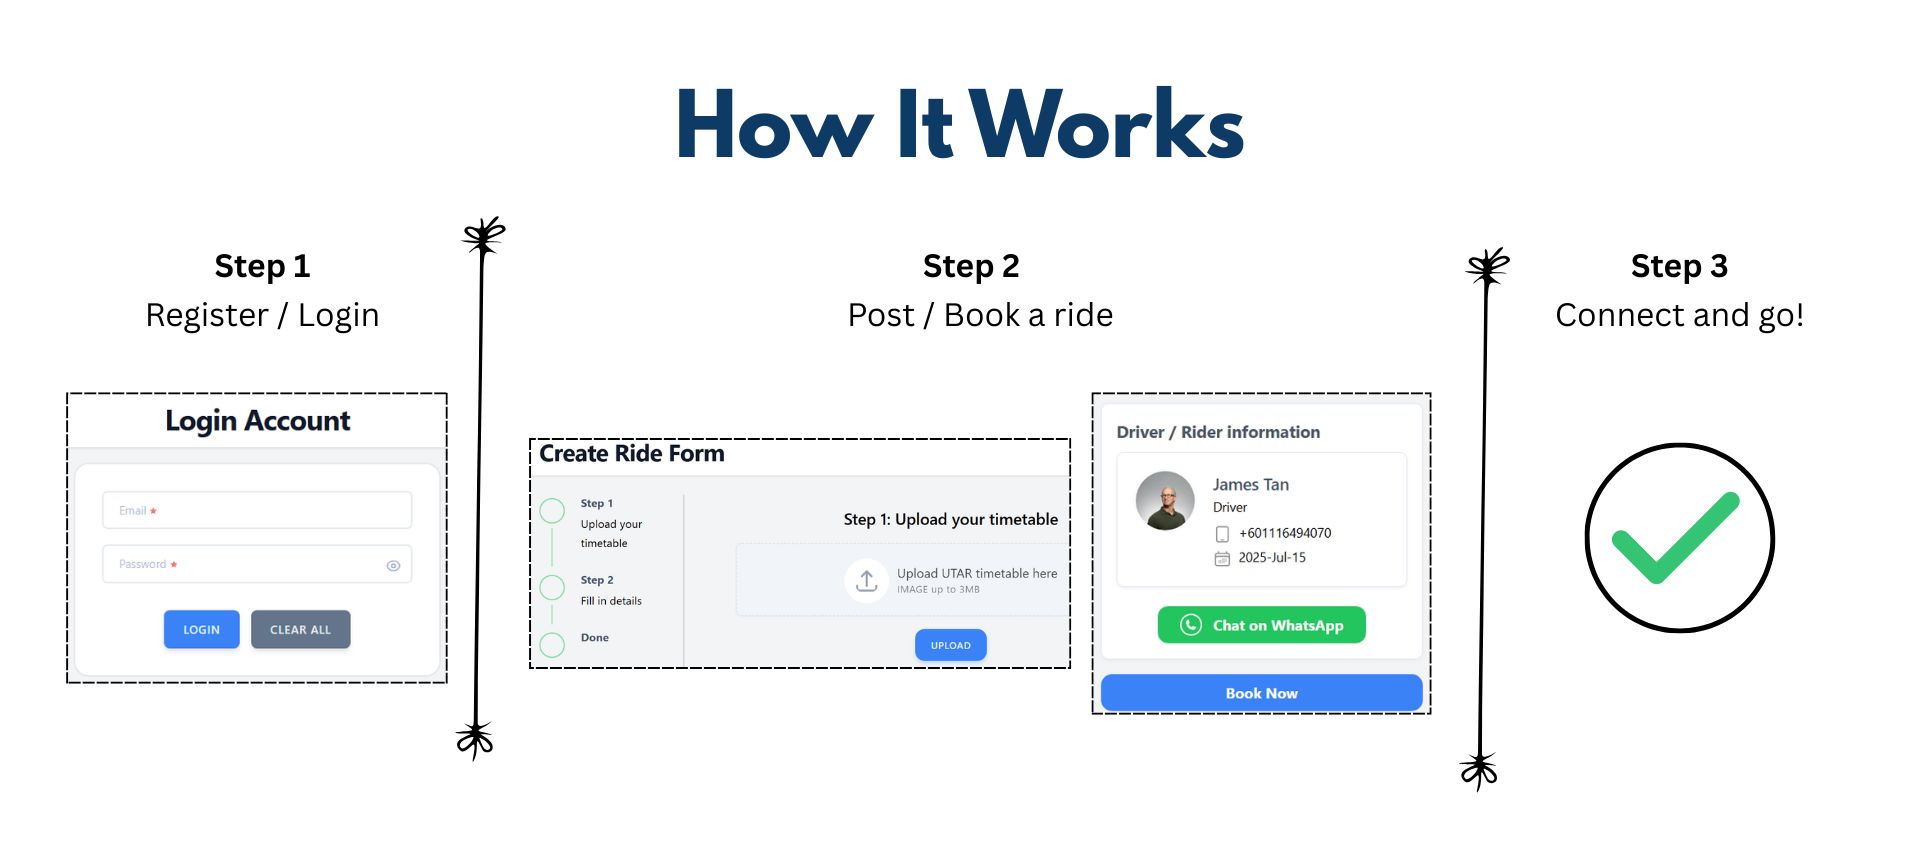 How It Works
Step 1
Register / Login
Login Account
Email *
Password *
LOGIN
CLEAR ALL
Step 2
Post / Book a ride
Create Ride Form
Step 1
Upload your
timetable
Step 2
Fill in details
Done
Step 1: Upload your timetable
Upload UTAR timetable here
IMAGE up to 3MB
UPLOAD
Driver / Rider information
James Tan
Driver
+601116494070
2025-Jul-15
Chat on WhatsApp
Book Now
Step 3
Connect and go!